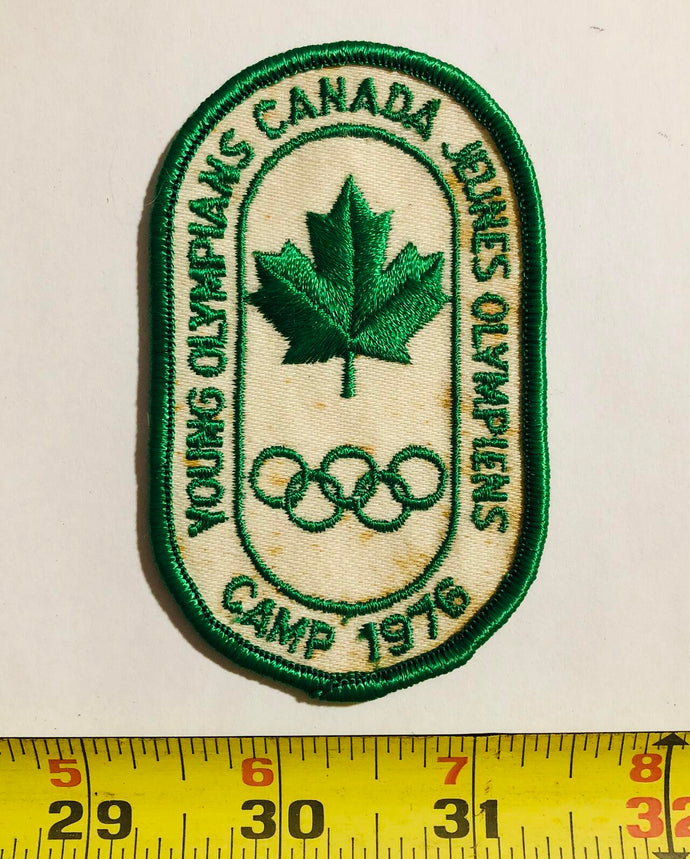 YOUNG OLYMPIANS CANADA JEUNES OLYMPIENS
CAMP 1976
5 6 7 8
29 30 31 32